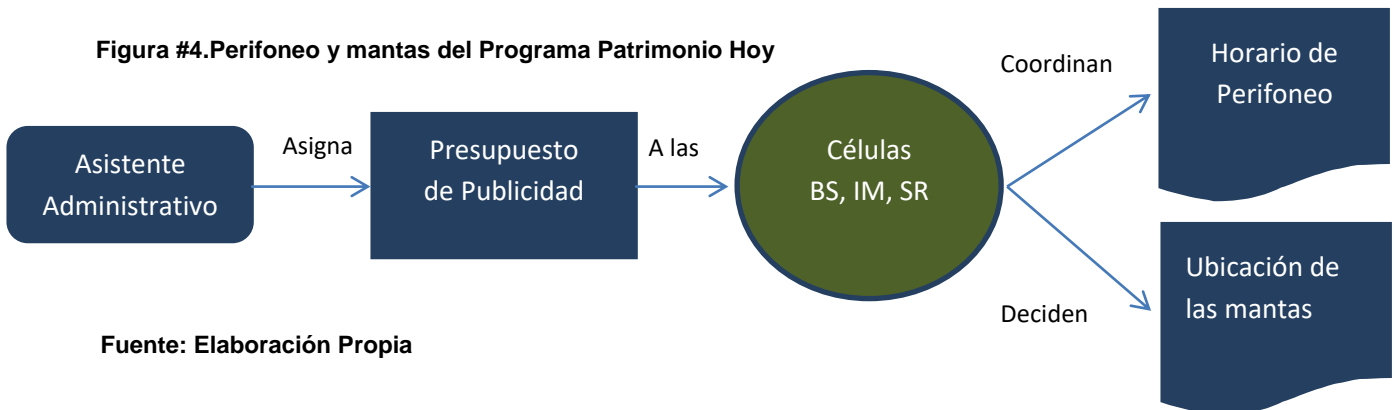 Figura #4.Perifoneo y mantas del Programa Patrimonio Hoy
Asistente
Administrativo
Asigna
Presupuesto
de Publicidad
A las
Células
BS, IM, SR
Coordinan
Horario de
Perifoneo
Deciden
Ubicación de
las mantas
Fuente: Elaboración Propia